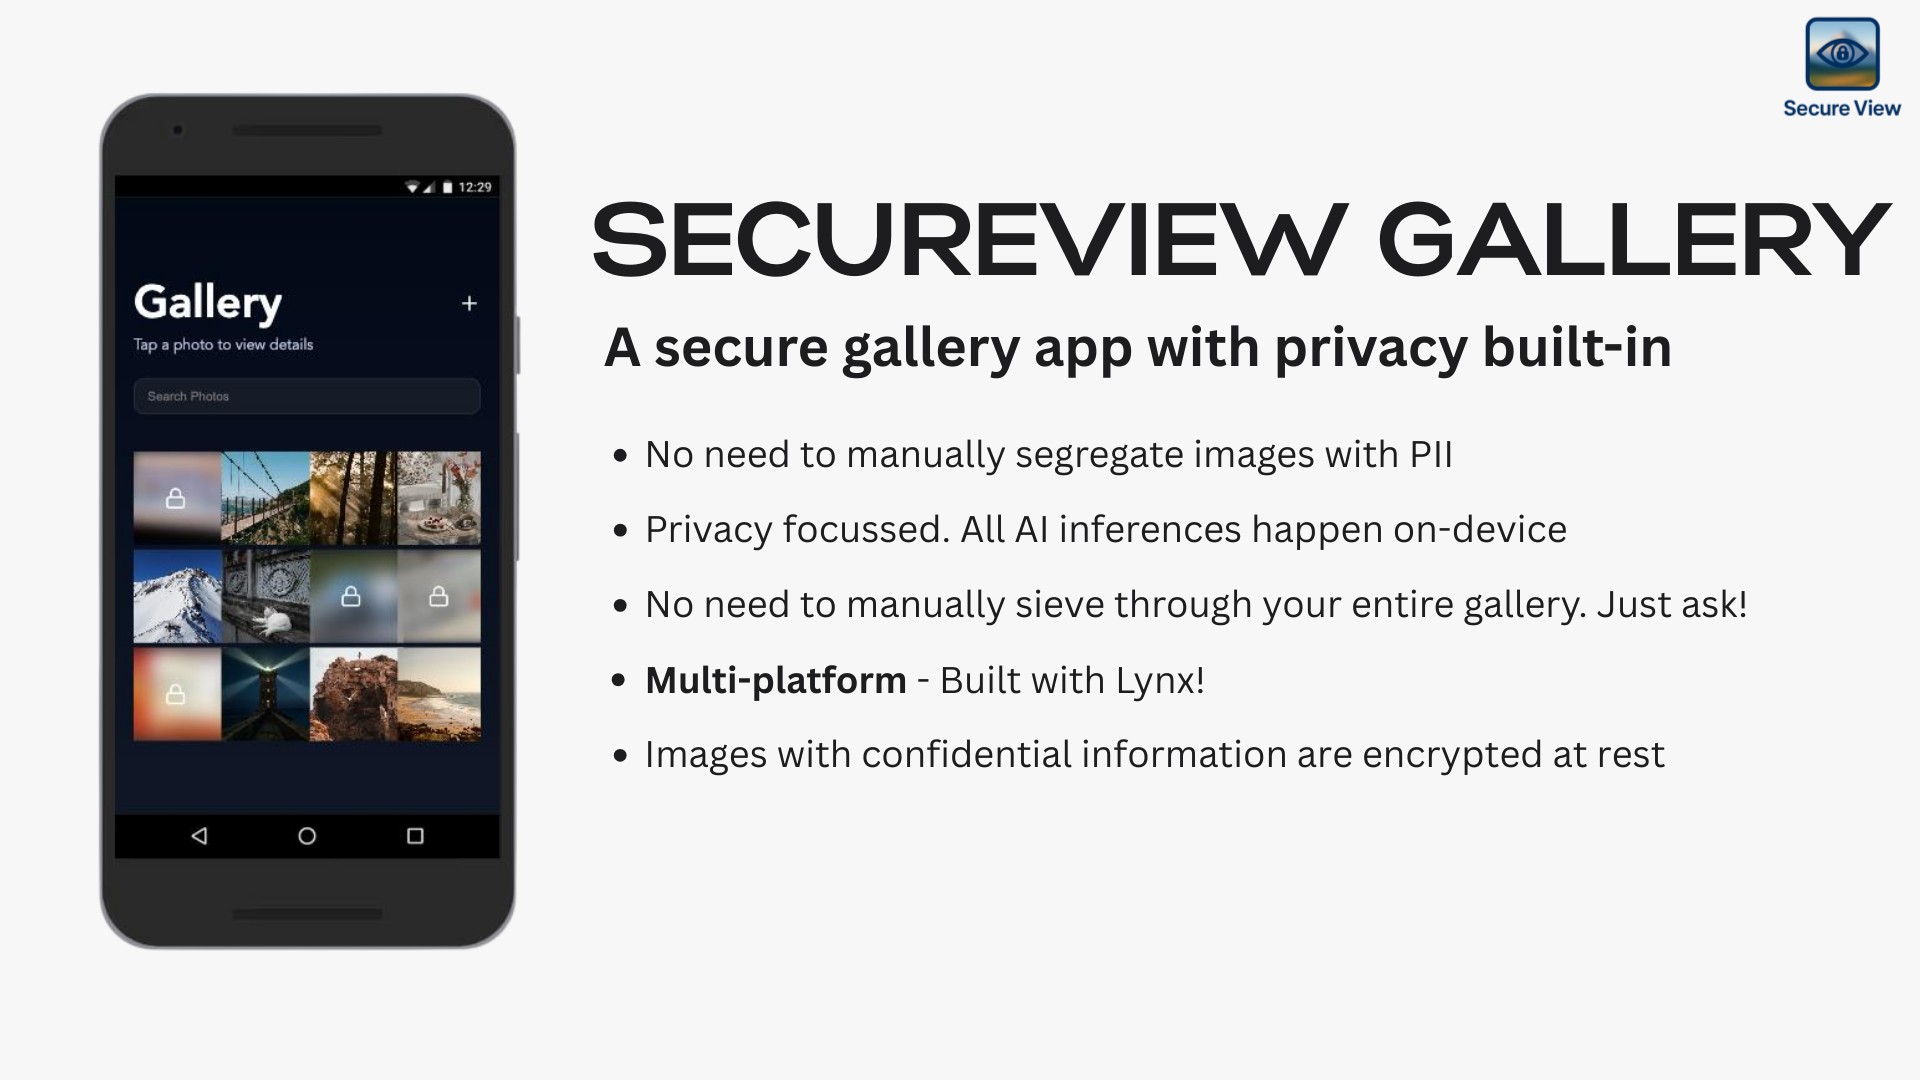 Secure View
12:29
Gallery
+
Tap a photo to view details
Search Photos
SECUREVIEW GALLERY
A secure gallery app with privacy built-in
• No need to manually segregate images with PII
• Privacy focussed. All AI inferences happen on-device
• No need to manually sieve through your entire gallery. Just ask!
• Multi-platform - Built with Lynx!
• Images with confidential information are encrypted at rest